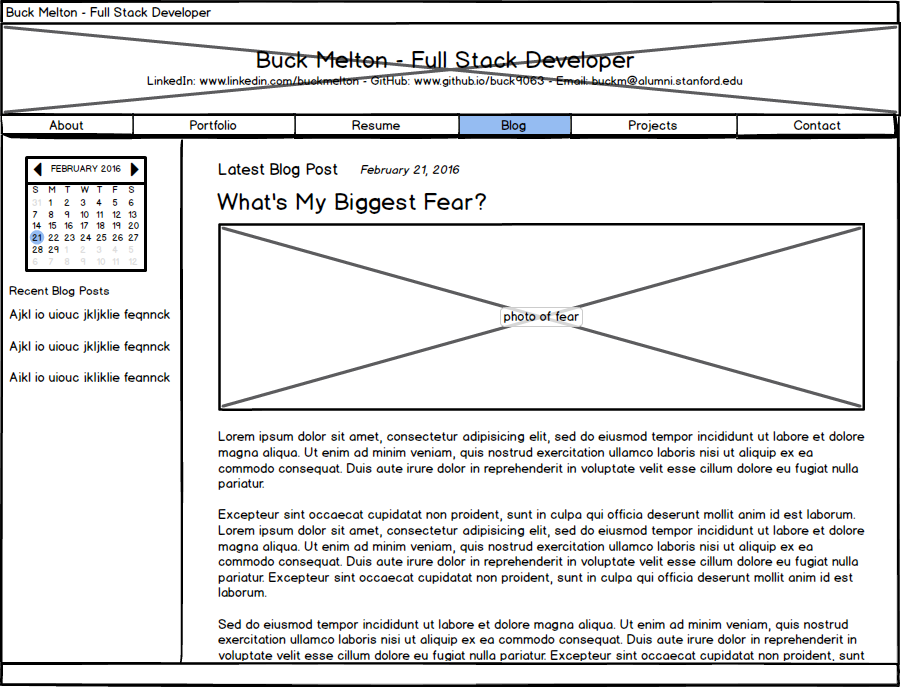 Buck Melton - Full Stack Developer
Buck Melton - Full Stack Developer
LinkedIn: www.linkedin.com/buckmelton - GitHub: www.github.io/buck9063 - Email: buckm@alumni.stanford.edu
About Portfolio Resume Blog Projects Contact
FEBRUARY 2016
S M T W T F S
31 1 2 3 4 5 6
7 8 9 10 11 12 13
14 15 16 17 18 19 20
21 22 23 24 25 26 27
28 29 1 2 3 4 5
6 7 8 9 10 11 12
Recent Blog Posts
Ajkl io uiouc jkljklie feqnnck
Ajkl io uiouc jkljklie feqnnck
Ajkl io uiouc ikliklie feannck
Latest Blog Post February 21, 2016
What's My Biggest Fear?
photo of fear
Lorem ipsum dolor sit amet, consectetur adipisicing elit, sed do eiusmod tempor incididunt ut labore et dolore
magna aliqua. Ut enim ad minim veniam, quis nostrud exercitation ullamco laboris nisi ut aliquip ex ea
commodo consequat. Duis aute irure dolor in reprehenderit in voluptate velit esse cillum dolore eu fugiat nulla
pariatur.
Excepteur sint occaecat cupidatat non proident, sunt in culpa qui officia deserunt mollit anim id est laborum.
Lorem ipsum dolor sit amet, consectetur adipisicing elit, sed do eiusmod tempor incididunt ut labore et dolore
magna aliqua. Ut enim ad minim veniam, quis nostrud exercitation ullamco laboris nisi ut aliquip ex ea
commodo consequat. Duis aute irure dolor in reprehenderit in voluptate velit esse cillum dolore eu fugiat nulla
pariatur. Excepteur sint occaecat cupidatat non proident, sunt in culpa qui officia deserunt mollit anim id est
laborum.
Sed do eiusmod tempor incididunt ut labore et dolore magna aliqua. Ut enim ad minim veniam, quis nostrud
exercitation ullamco laboris nisi ut aliquip ex ea commodo consequat. Duis aute irure dolor in reprehenderit in
voluptate velit esse cillum dolore eu fugiat nulla pariatur. Excepteur sint occaecat cupidatat non proident, sunt